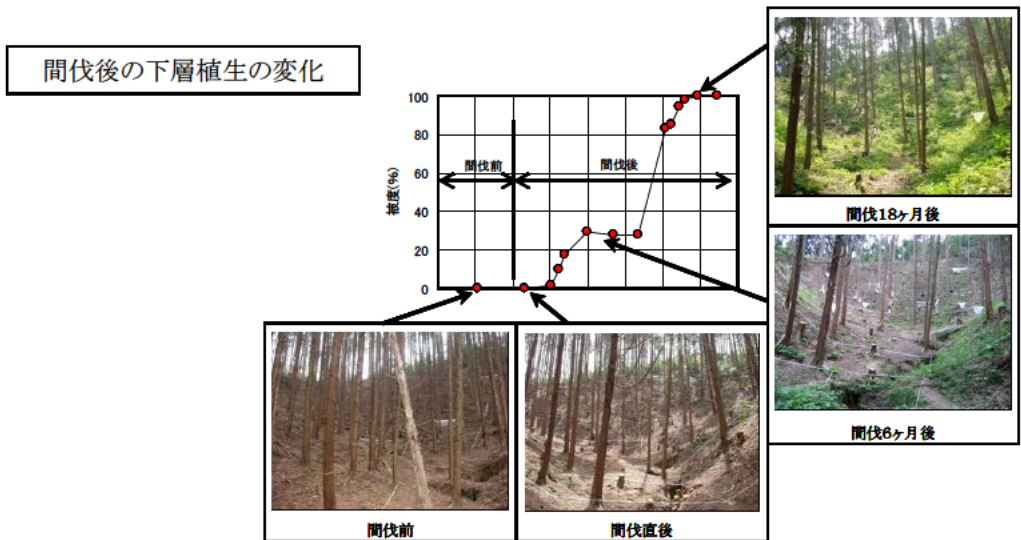 間伐後の下層植生の変化
被度(%)
100
80
60
40
20
0
間伐前
間伐後
間伐18ヶ月後
間伐6ヶ月後
間伐前
間伐直後